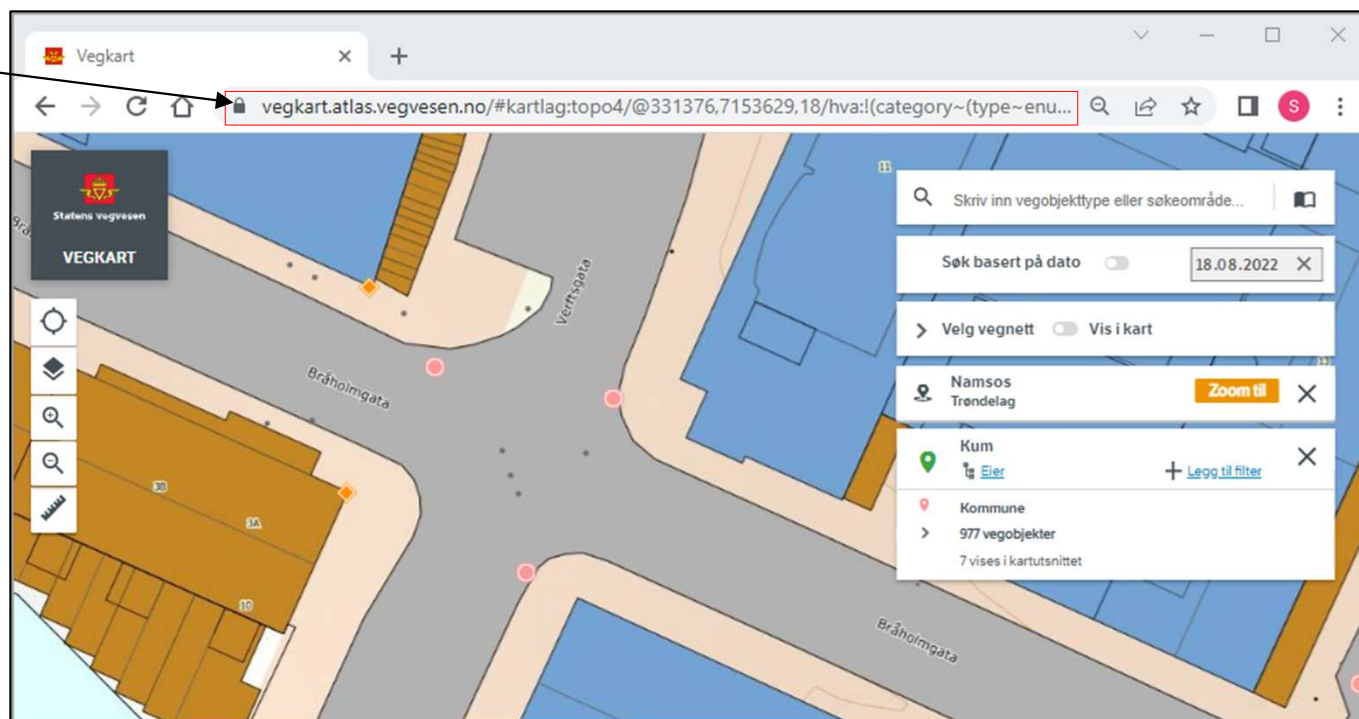 Vegkart
vegkart.atlas.vegvesen.no/#kartlag:topo4/@331376,7153629,18/hva:!(category~(type~enu...
S
Statens vegvesen
VEGKART
Skriv inn vegobjekttype eller søkeområde...
Søk basert på dato
18.08.2022
Velg vegnett
Vis i kart
Namsos
Trøndelag
Zoom til
Kum
Eier
Legg til filter
Kommune
977 vegobjekter
7 vises i kartutsnittet
11
13
Verftsgata
Bråholmgata
3B
3A
10
Bråholmgata